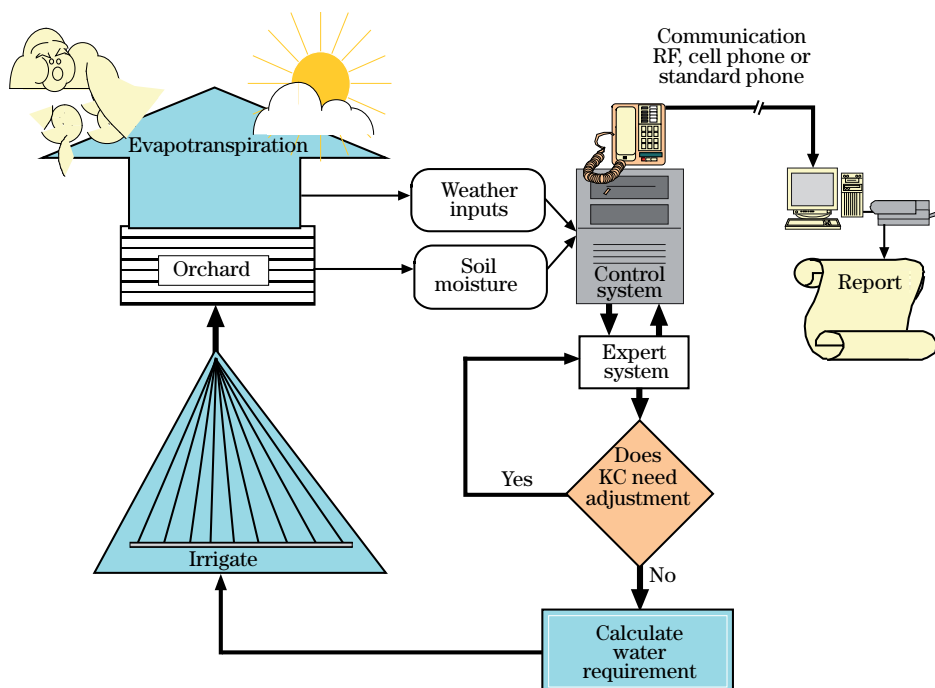 Communication
RF, cell phone or
standard phone
Evapotranspiration
Weather
inputs
Orchard
Soil
moisture
Control
system
Report
Expert
system
Does
KC need
adjustment
Yes
No
Irrigate
Calculate
water
requirement